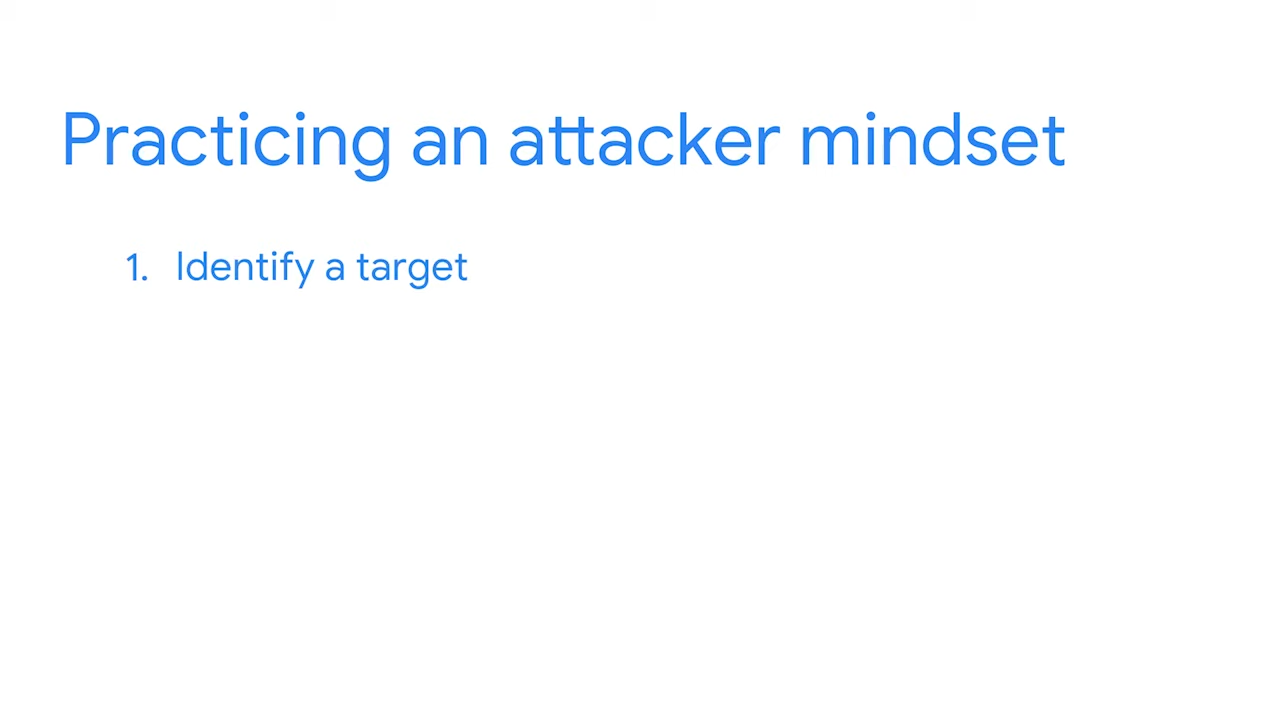 Practicing an attacker mindset
1. Identify a target